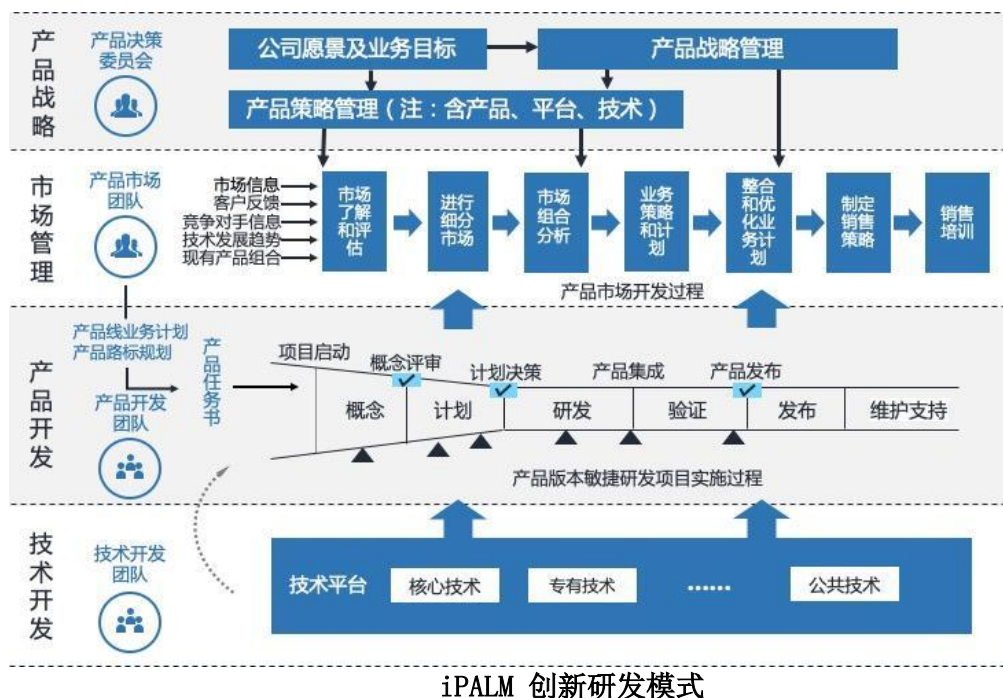 产品战略
产品决策
委员会
公司愿景及业务目标
产品战略管理
产品策略管理（注：含产品、平台、技术）
市场管理
产品市场
团队
市场信息
客户反馈
竞争对手信息
技术发展趋势
现有产品组合
市场
了解
和评
估
进行
细分
市场
市场
组合
分析
业务
策略
和计
划
整合
和优
化业
务计
划
制定
销售
策略
销售
培训
产品市场开发过程
产品开发
产品线业务计划
产品路标规划
产品任务书
产品开发
团队
项目启动
概念评审
计划决策
产品集成
产品发布
概念
计划
研发
验证
发布
维护支持
产品版本敏捷研发项目实施过程
技术开发
技术开发
团队
技术平台
核心技术
专有技术
……
公共技术
iPALM 创新研发模式